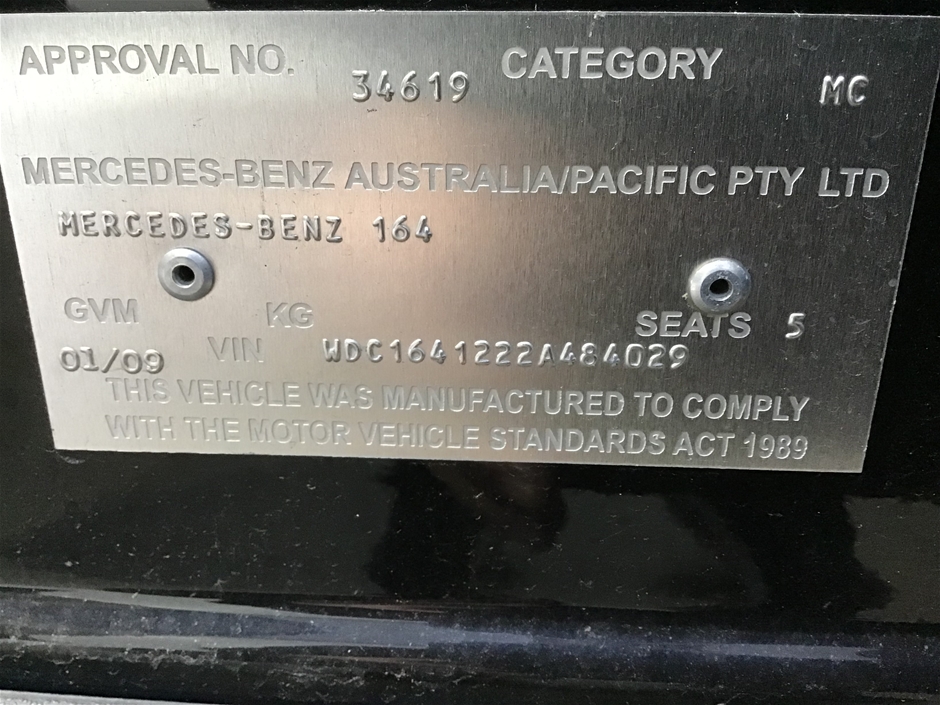 APPROVAL NO. 34619 CATEGORY MC
MERCEDES-BENZ AUSTRALIA/PACIFIC PTY LTD
MERCEDES-BENZ 164
GVM KG SEATS 5
01/09 VIN WDC1641222A484029
THIS VEHICLE WAS MANUFACTURED TO COMPLY
WITH THE MOTOR VEHICLE STANDARDS ACT 1989